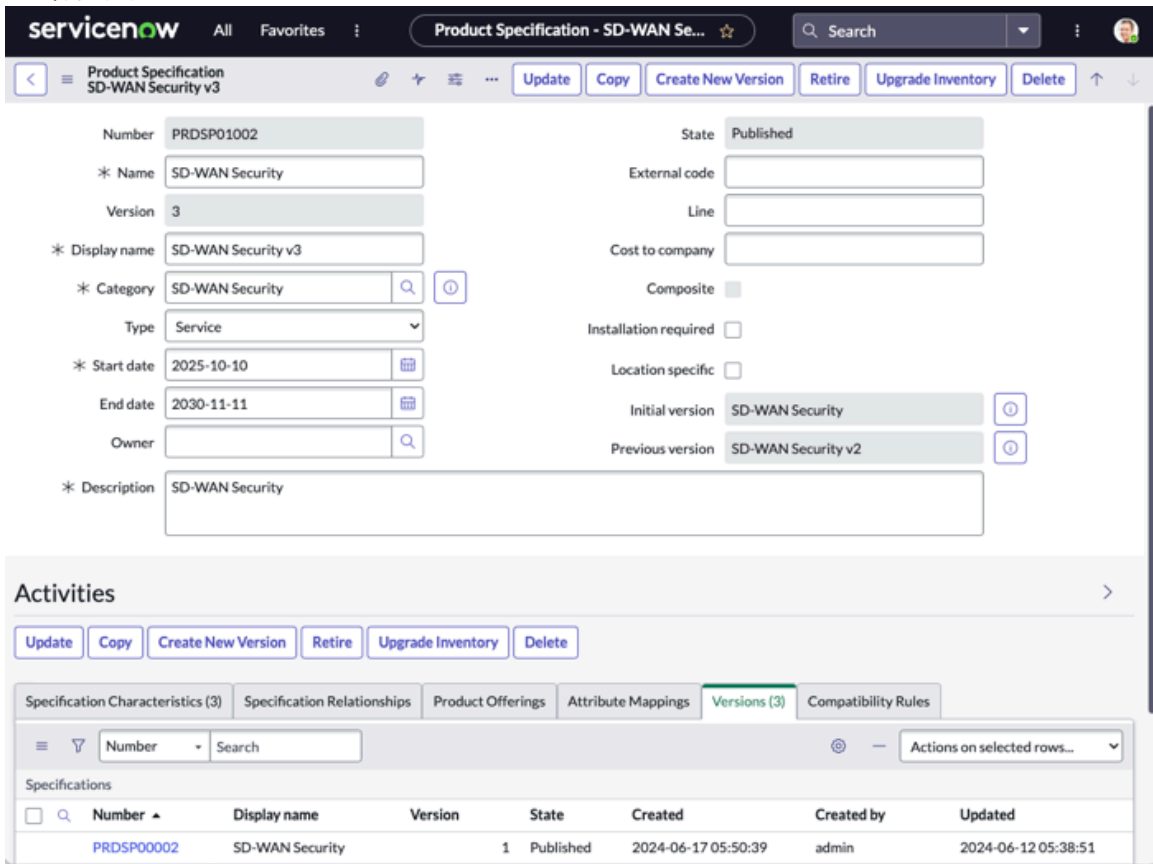 servicenow All Favorites Product Specification - SD-WAN Se... Search
Product Specification
SD-WAN Security v3
... Update Copy Create New Version Retire Upgrade Inventory Delete
Number PRDSP01002 State Published
* Name SD-WAN Security External code
Version 3 Line
* Display name SD-WAN Security v3 Cost to company
* Category SD-WAN Security Composite
Type Service Installation required
* Start date 2025-10-10 Location specific
End date 2030-11-11 Initial version SD-WAN Security
Owner Previous version SD-WAN Security v2
* Description SD-WAN Security
Activities
Update Copy Create New Version Retire Upgrade Inventory Delete
Specification Characteristics (3) Specification Relationships Product Offerings Attribute Mappings Versions (3) Compatibility Rules
Number Search Actions on selected rows...
Specifications
Number Display name Version State Created Created by Updated
PRDSP00002 SD-WAN Security 1 Published 2024-06-17 05:50:39 admin 2024-06-12 05:38:51